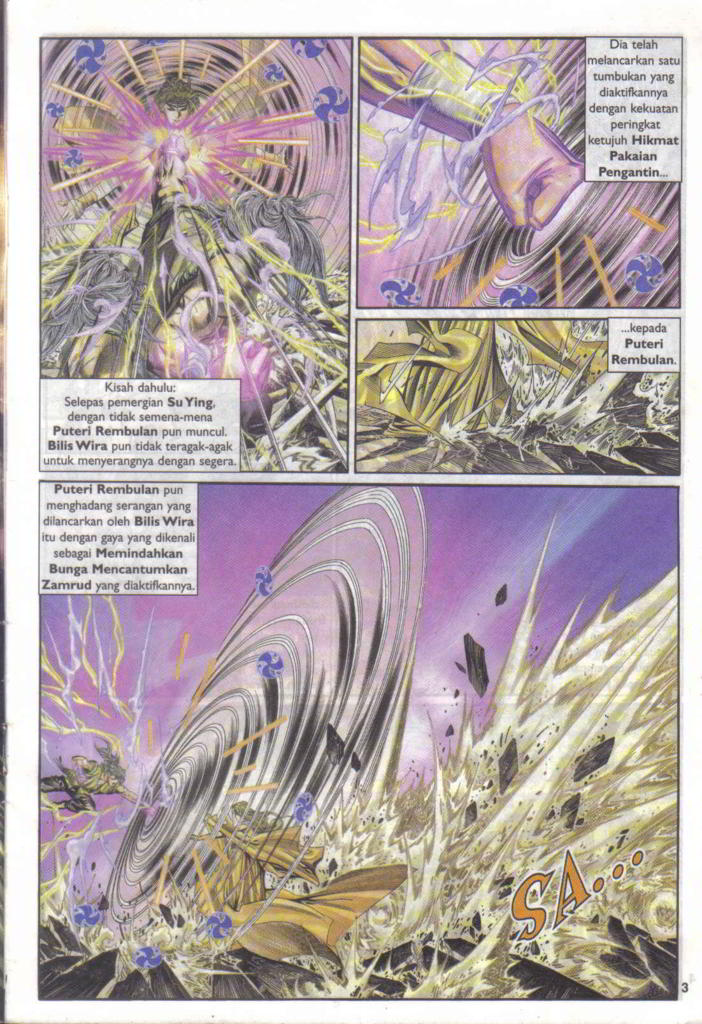 Kisah dahulu:
Selepas pemergian Su Ying,
dengan tidak semena-mena
Puteri Rembulan pun muncul.
Bilis Wira pun tidak teragak-agak
untuk menyerangnya dengan segera.
Dia telah
melancarkan satu
tumbukan yang
diaktifkannya
dengan kekuatan
peringkat
ketujuh Hikmat
Pakaian
Pengantin...
...kepada
Puteri
Rembulan.
Puteri Rembulan pun
menghadang serangan yang
dilancarkan oleh Bilis Wira
itu dengan gaya yang dikenali
sebagai Memindahkan
Bunga Mencantumkan
Zamrud yang diaktifkannya.
SA...
3